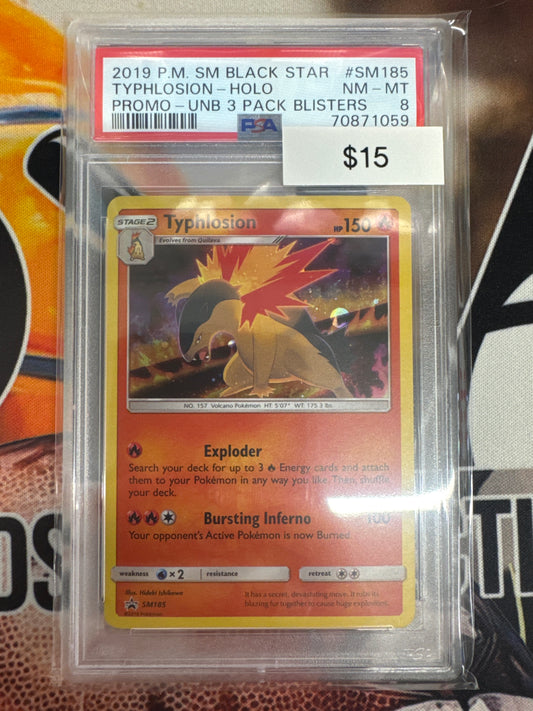 2019 P.M. SM BLACK STAR #SM185
TYPHLOSION - HOLO NM - MT
PROMO - UNB 3 PACK BLISTERS 8
PSA 70871059
$15
STAGE 2 Typhlosion HP 150
Evolves from Quilava
NO. 157 Volcano Pokémon HT: 5'07" WT: 175.3 lbs.
Exploder
Search your deck for up to 3 Energy cards and attach
them to your Pokémon in any way you like. Then, shuffle
your deck.
Bursting Inferno 100
Your opponent's Active Pokémon is now Burned.
weakness ×2 resistance retreat
Illus. Hideki Ishikawa
SM185
It has a secret, devastating move. It rubs its
blazing fur together to cause huge explosions.
©2019 Pokémon